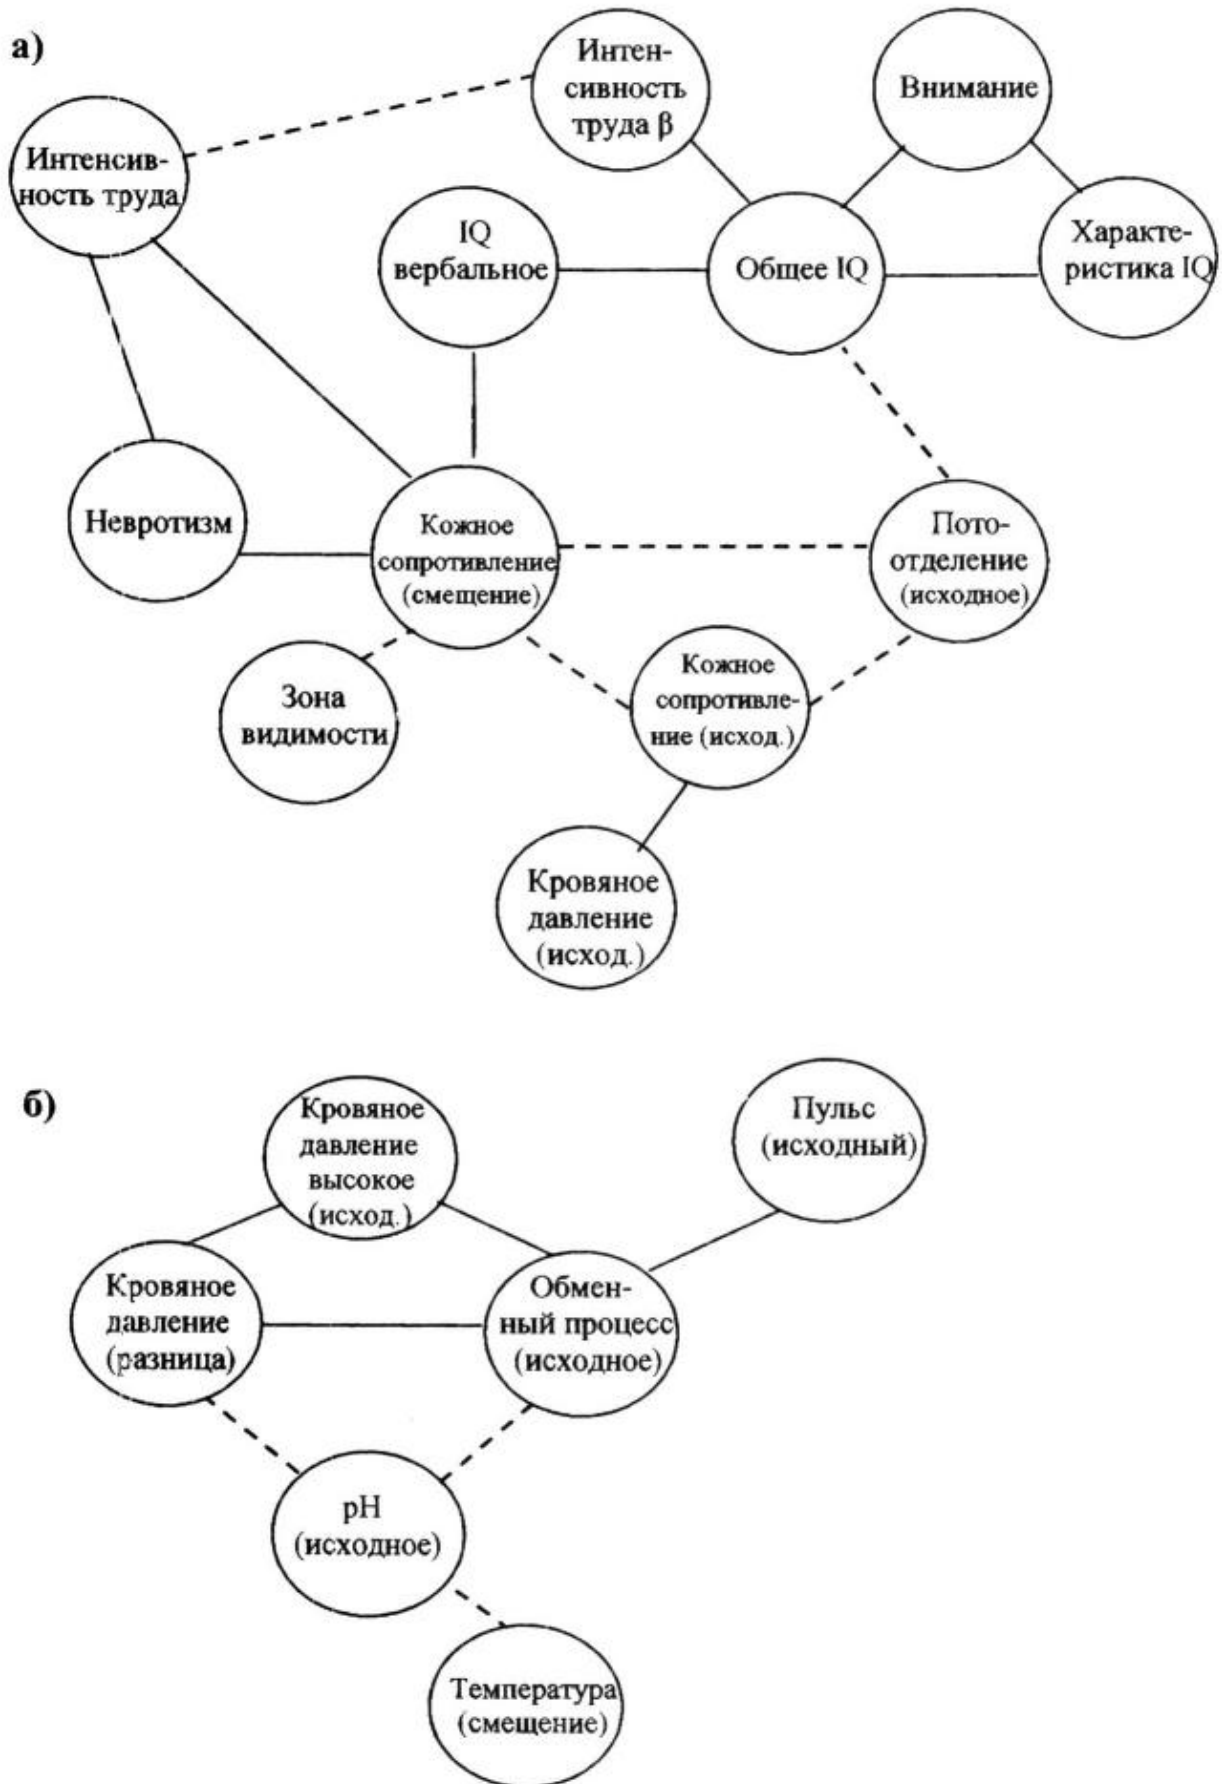 а)
Интен-
сивность
труда β
Внимание
Интенсив-
ность труда
IQ
вербальное
Общее IQ
Характе-
ристика IQ
Невротизм
Кожное
сопротивление
(смещение)
Пото-
отделение
(исходное)
Зона
видимости
Кожное
сопротивле-
ние (исход.)
Кровяное
давление
(исход.)
б)
Кровяное
давление
высокое
(исход.)
Пульс
(исходный)
Кровяное
давление
(разница)
Обмен-
ный процесс
(исходное)
pH
(исходное)
Температура
(смещение)